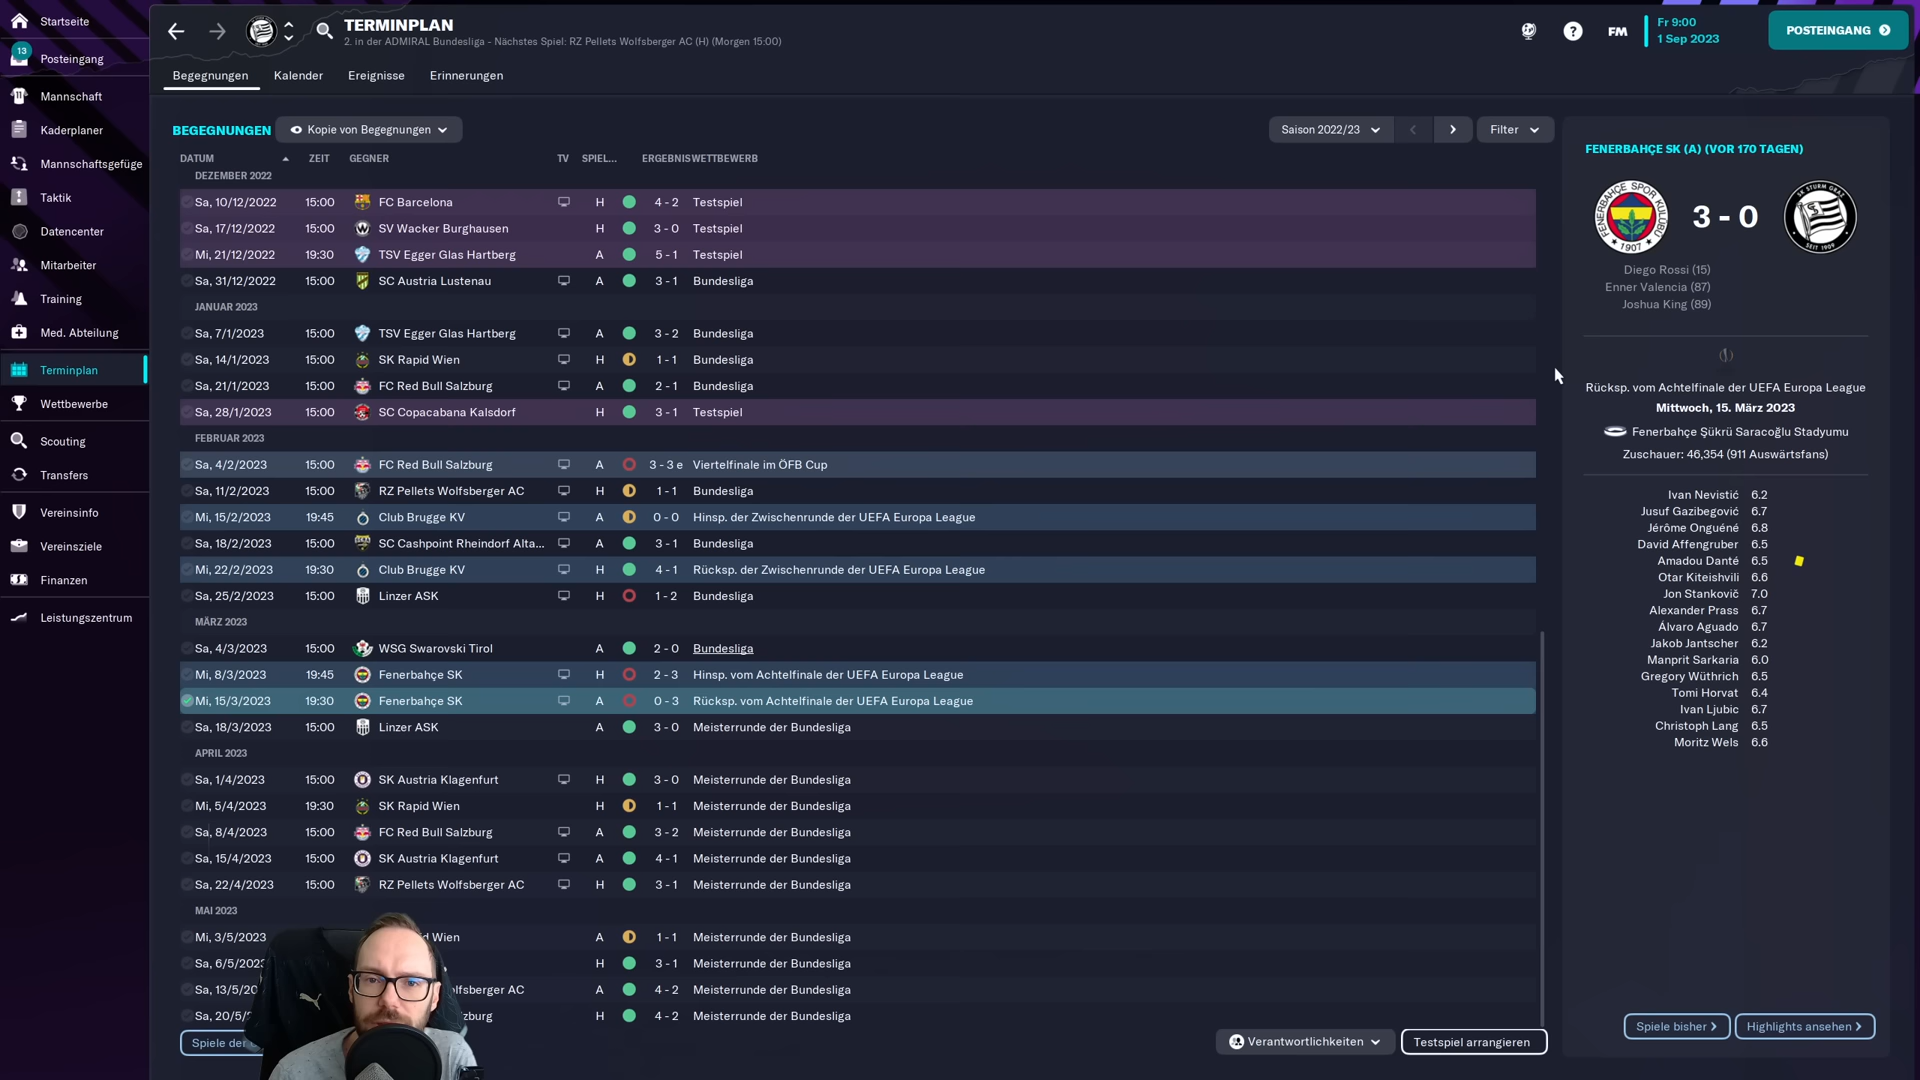 Startseite
13
Posteingang
Mannschaft
Kaderplaner
Mannschaftsgefüge
Taktik
Datencenter
Mitarbeiter
Training
Med. Abteilung
Terminplan
Wettbewerbe
Scouting
Transfers
Vereinsinfo
Vereinsziele
Finanzen
Leistungszentrum
TERMINPLAN
2. in der ADMIRAL Bundesliga - Nächstes Spiel: RZ Pellets Wolfsberger AC (H) (Morgen 15:00)
FM
Fr 9:00
1 Sep 2023
POSTEINGANG
Begegnungen Kalender Ereignisse Erinnerungen
BEGEGNUNGEN Kopie von Begegnungen Saison 2022/23 Filter
DATUM ZEIT GEGNER TV SPIEL... ERGEBNIS WETTBEWERB
DEZEMBER 2022
Sa, 10/12/2022 15:00 FC Barcelona H 4 - 2 Testspiel
Sa, 17/12/2022 15:00 SV Wacker Burghausen H 3 - 0 Testspiel
Mi, 21/12/2022 19:30 TSV Egger Glas Hartberg A 5 - 1 Testspiel
Sa, 31/12/2022 15:00 SC Austria Lustenau A 3 - 1 Bundesliga
JANUAR 2023
Sa, 7/1/2023 15:00 TSV Egger Glas Hartberg A 3 - 2 Bundesliga
Sa, 14/1/2023 15:00 SK Rapid Wien H 1 - 1 Bundesliga
Sa, 21/1/2023 15:00 FC Red Bull Salzburg A 2 - 1 Bundesliga
Sa, 28/1/2023 15:00 SC Copacabana Kalsdorf H 3 - 1 Testspiel
FEBRUAR 2023
Sa, 4/2/2023 15:00 FC Red Bull Salzburg A 3 - 3 e Viertelfinale im ÖFB Cup
Sa, 11/2/2023 15:00 RZ Pellets Wolfsberger AC H 1 - 1 Bundesliga
Mi, 15/2/2023 19:45 Club Brugge KV A 0 - 0 Hinsp. der Zwischenrunde der UEFA Europa League
Sa, 18/2/2023 15:00 SC Cashpoint Rheindorf Alta... A 3 - 1 Bundesliga
Mi, 22/2/2023 19:30 Club Brugge KV H 4 - 1 Rücksp. der Zwischenrunde der UEFA Europa League
Sa, 25/2/2023 15:00 Linzer ASK H 1 - 2 Bundesliga
MÄRZ 2023
Sa, 4/3/2023 15:00 WSG Swarovski Tirol A 2 - 0 Bundesliga
Mi, 8/3/2023 19:45 Fenerbahçe SK H 2 - 3 Hinsp. vom Achtelfinale der UEFA Europa League
Mi, 15/3/2023 19:30 Fenerbahçe SK A 0 - 3 Rücksp. vom Achtelfinale der UEFA Europa League
Sa, 18/3/2023 15:00 Linzer ASK A 3 - 0 Meisterrunde der Bundesliga
APRIL 2023
Sa, 1/4/2023 15:00 SK Austria Klagenfurt H 3 - 0 Meisterrunde der Bundesliga
Mi, 5/4/2023 19:30 SK Rapid Wien H 1 - 1 Meisterrunde der Bundesliga
Sa, 8/4/2023 15:00 FC Red Bull Salzburg A 3 - 2 Meisterrunde der Bundesliga
Sa, 15/4/2023 15:00 SK Austria Klagenfurt A 4 - 1 Meisterrunde der Bundesliga
Sa, 22/4/2023 15:00 RZ Pellets Wolfsberger AC H 3 - 1 Meisterrunde der Bundesliga
MAI 2023
Mi, 3/5/2023 Wien A 1 - 1 Meisterrunde der Bundesliga
Sa, 6/5/2023 H 3 - 1 Meisterrunde der Bundesliga
Sa, 13/5/20 lfsberger AC A 4 - 2 Meisterrunde der Bundesliga
Sa, 20/5/2 zburg H 4 - 2 Meisterrunde der Bundesliga
Spiele der Verantwortlichkeiten Testspiel arrangieren
FENERBAHÇE SK (A) (VOR 170 TAGEN)
FENERBAHÇE SPOR KULÜBÜ
1907
3 - 0
SK STURM GRAZ
SEIT 1909
Diego Rossi (15)
Enner Valencia (87)
Joshua King (89)
Rücksp. vom Achtelfinale der UEFA Europa League
Mittwoch, 15. März 2023
Fenerbahçe Şükrü Saracoğlu Stadyumu
Zuschauer: 46,354 (911 Auswärtsfans)
Ivan Nevistić 6.2
Jusuf Gazibegović 6.7
Jérôme Onguéné 6.8
David Affengruber 6.5
Amadou Danté 6.5
Otar Kiteishvili 6.6
Jon Stankovič 7.0
Alexander Prass 6.7
Álvaro Aguado 6.7
Jakob Jantscher 6.2
Manprit Sarkaria 6.0
Gregory Wüthrich 6.5
Tomi Horvat 6.4
Ivan Ljubic 6.7
Christoph Lang 6.5
Moritz Wels 6.6
Spiele bisher Highlights ansehen